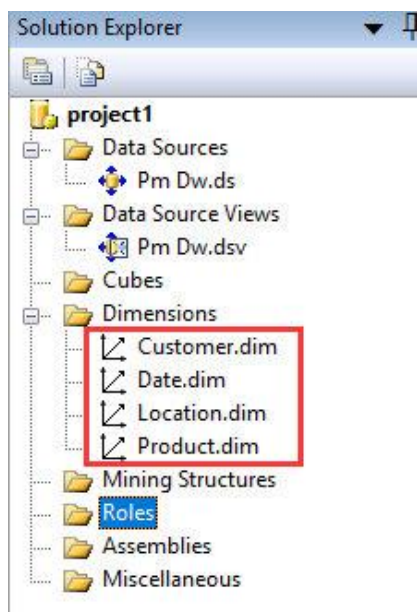 Solution Explorer
project1
Data Sources
Pm Dw.ds
Data Source Views
Pm Dw.dsv
Cubes
Dimensions
Customer.dim
Date.dim
Location.dim
Product.dim
Mining Structures
Roles
Assemblies
Miscellaneous